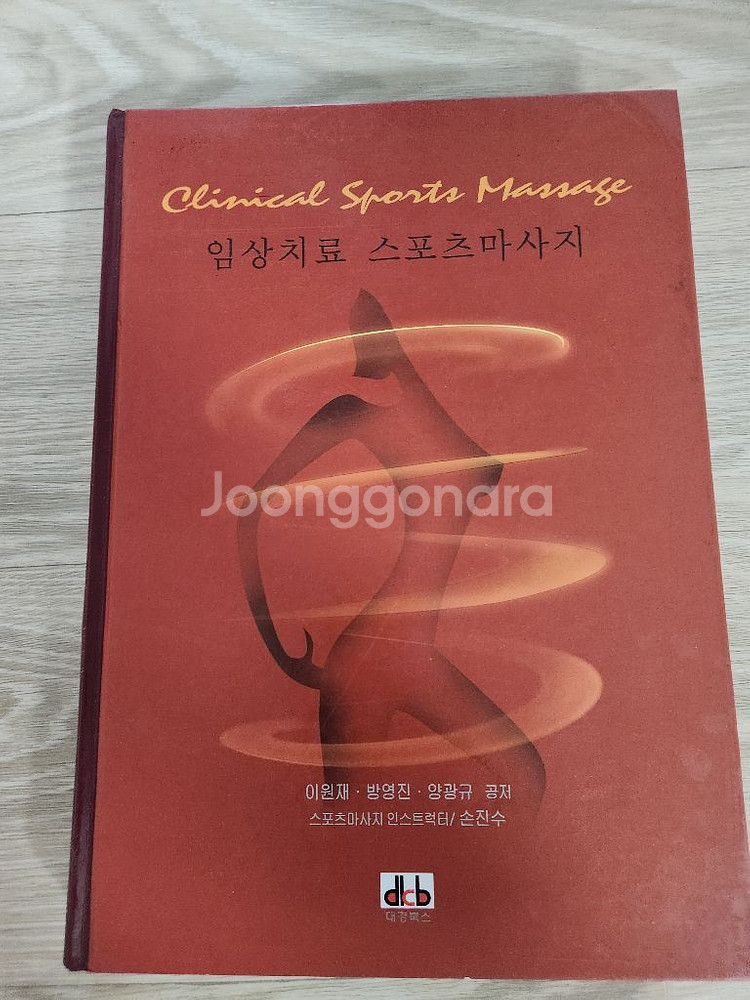 Clinical Sports Massage
임상치료 스포츠마사지
Joonggonara
이원재 · 방영진 · 양광규 공저
스포츠마사지 인스트럭터/ 손진수
dcb
대경북스